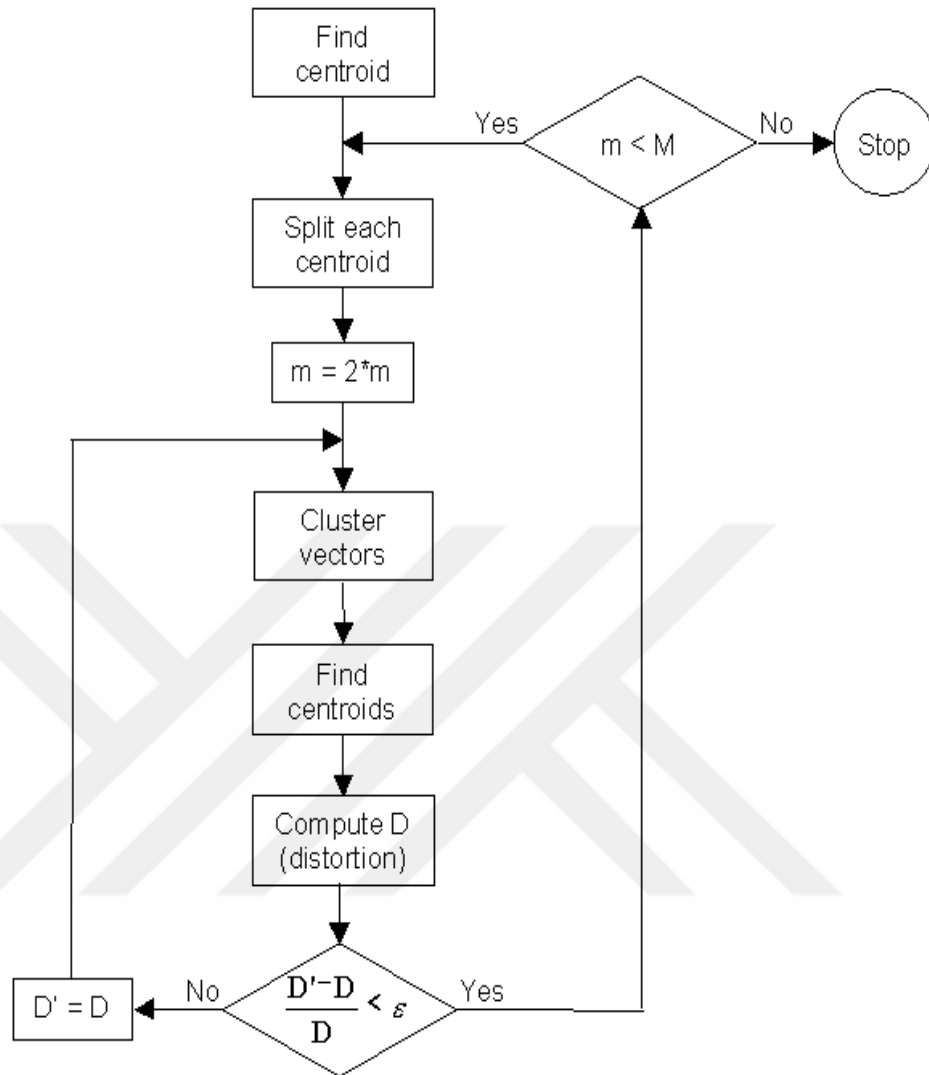 Find
centroid
Yes
m < M
No
Stop
Split each
centroid
m = 2*m
Cluster
vectors
Find
centroids
Compute D
(distortion)
D' = D
No
D'-D
D
< ε
Yes